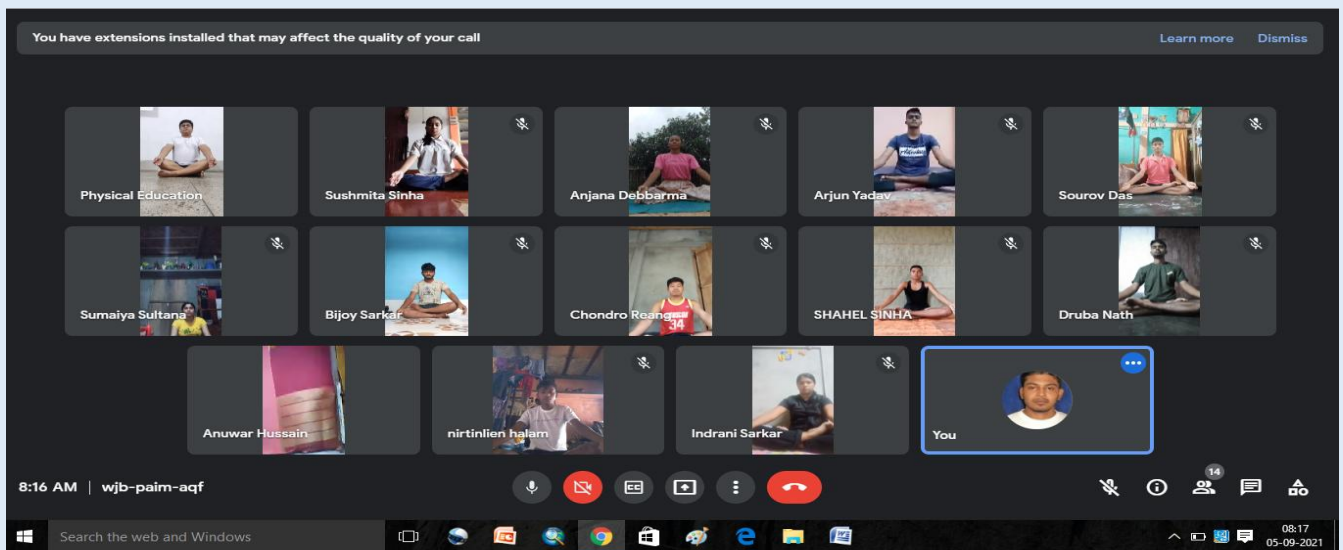 You have extensions installed that may affect the quality of your call
Learn more Dismiss
Physical Education
Sushmita Sinha
Anjana Debbarma
Arjun Yadav
Sourov Das
Sumaiya Sultana
Bijoy Sarkar
Chondro Reang
34
SHAHEL SINHA
Druba Nath
Anuwar Hussain
nirtinlien halam
Indrani Sarkar
You
8:16 AM | wjb-paim-aqf
CC
14
Search the web and Windows
08:17
05-09-2021